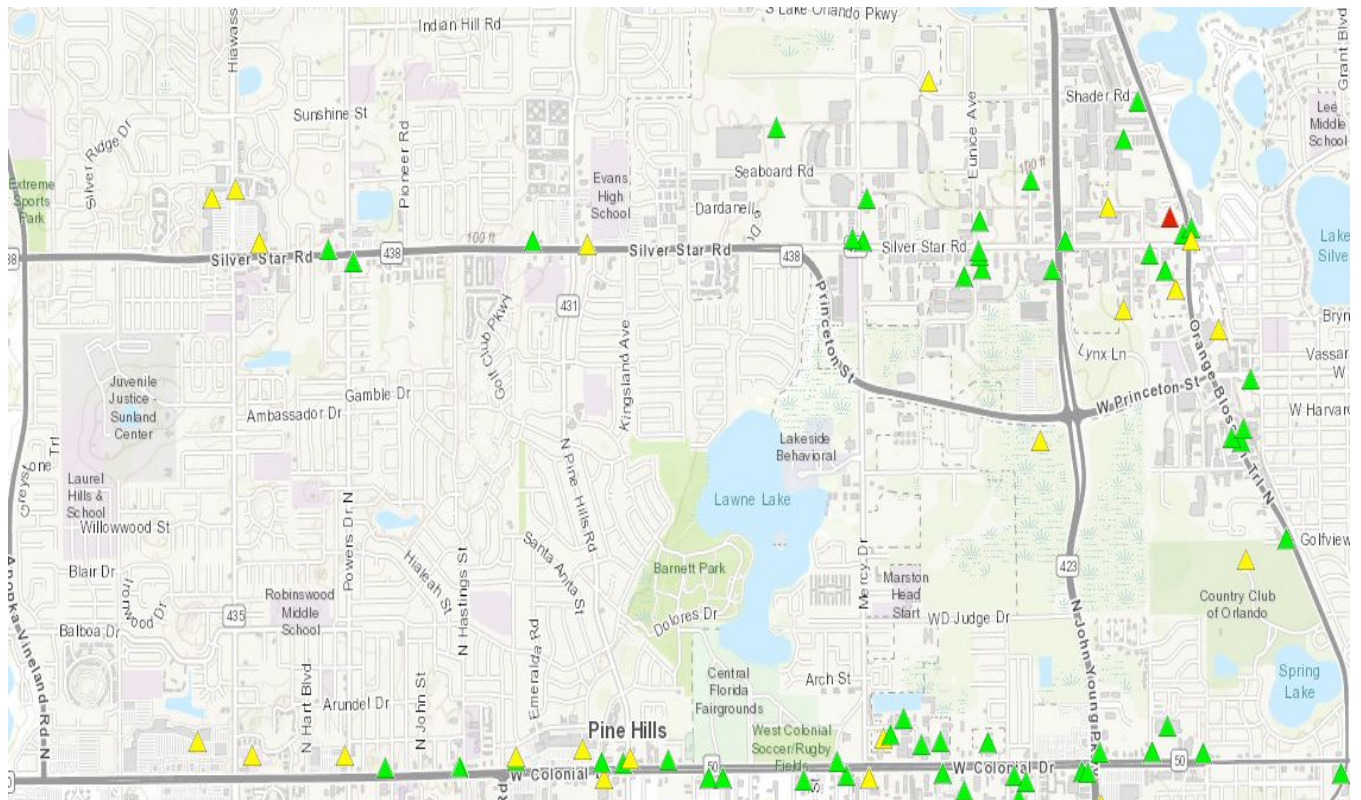 S Lake Orlando Pkwy
Indian Hill Rd
Hiawass
Grant Blvd
Shader Rd
Sunshine St
Lee
Middle
School
Silver Ridge Dr
Pioneer Rd
Eunice Ave
100 ft
Seaboard Rd
Evans
High
School
Extreme
Sports
Park
Dardanelle
Dr
100 ft
Silver Star Rd
438
Silver Star Rd
438
Silver Star Rd
Lake
Silve
431
Golf Club Pkwy
Princeton St
Kingsland Ave
Orange Blossom Trl N
Bryn
Lynx Ln
Vassar
W
Juvenile
Justice -
Sunland
Center
Gamble Dr
Ambassador Dr
W Princeton St
W Harvard
Lakeside
Behavioral
N Pine Hills Rd
Trl
Laurel
Hills &
School
Lawne Lake
Willowwood St
Powers Dr N
Golfview
Hialeah St
Santa Anita St
N Hastings St
Blair Dr
Ironwood Dr
Barnett Park
Mercy Dr
423
Marston
Head
Start
Country Club
of Orlando
Robinswood
Middle
School
435
Balboa Dr
Dolores Dr
WD Judge Dr
Apopka Vineland Rd N
Emeralda Rd
Central
Florida
Fairgrounds
Arch St
N John Young Pkwy
Spring
Lake
N Hart Blvd
Arundel Dr
N John St
Pine Hills
West Colonial
Soccer/Rugby
Fields
W Colonial Dr
50
W Colonial Dr
50
Rd
St